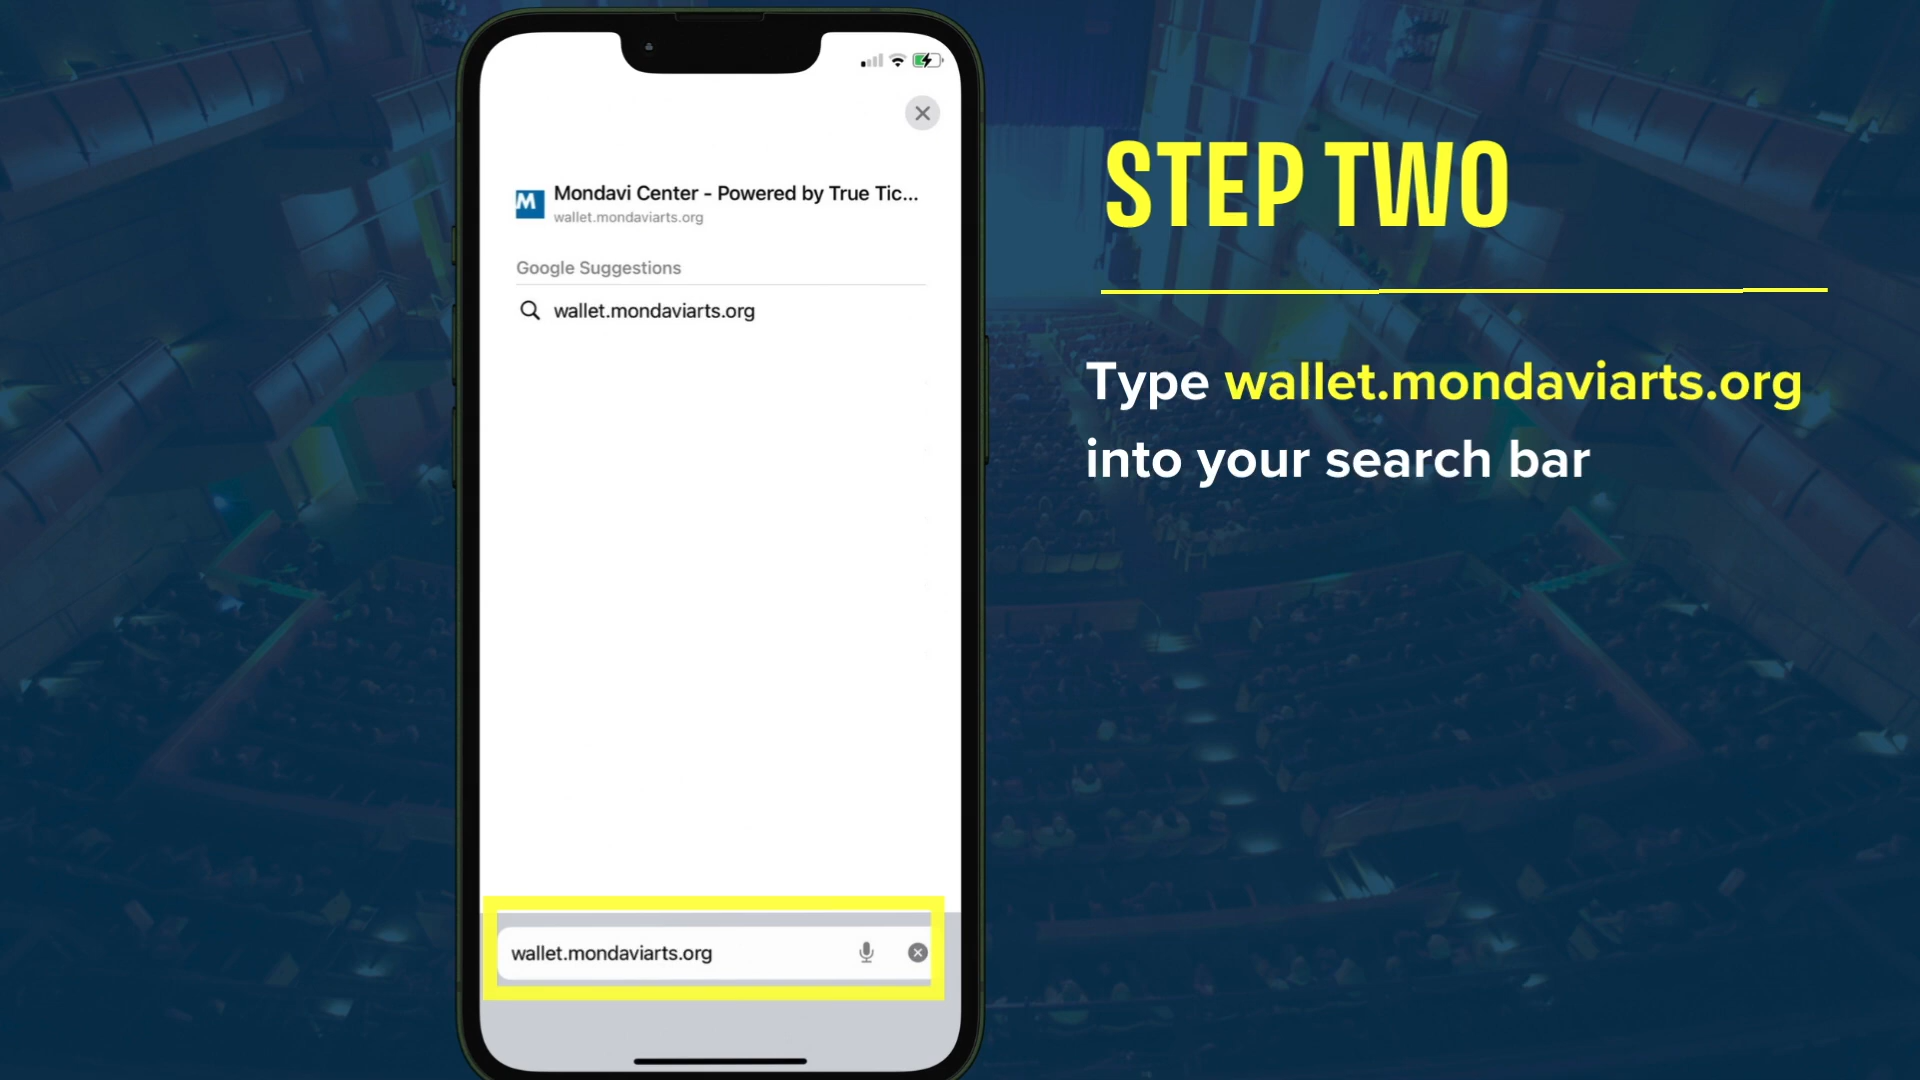 M
Mondavi Center - Powered by True Tic...
wallet.mondaviarts.org
Google Suggestions
wallet.mondaviarts.org
wallet.mondaviarts.org
STEP TWO
Type wallet.mondaviarts.org
into your search bar